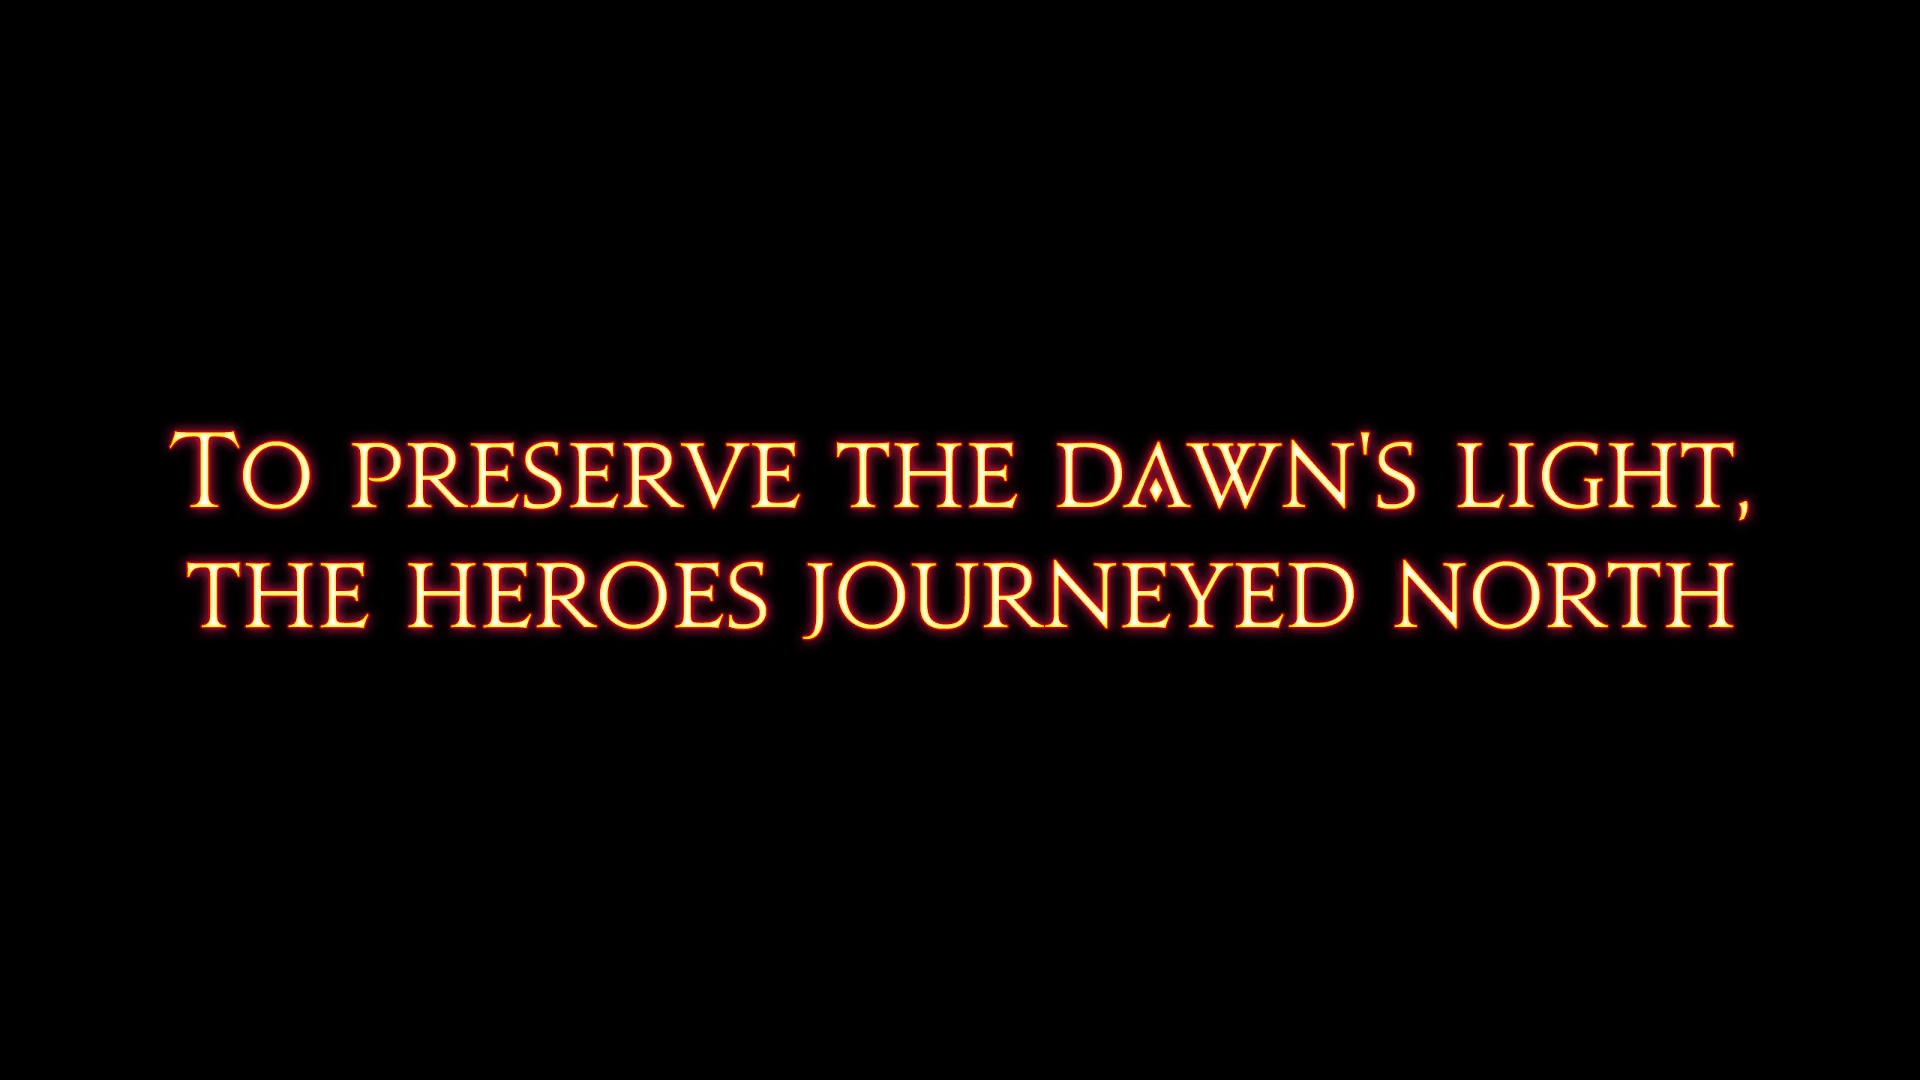 To preserve the dawn's light,
the heroes journeyed north